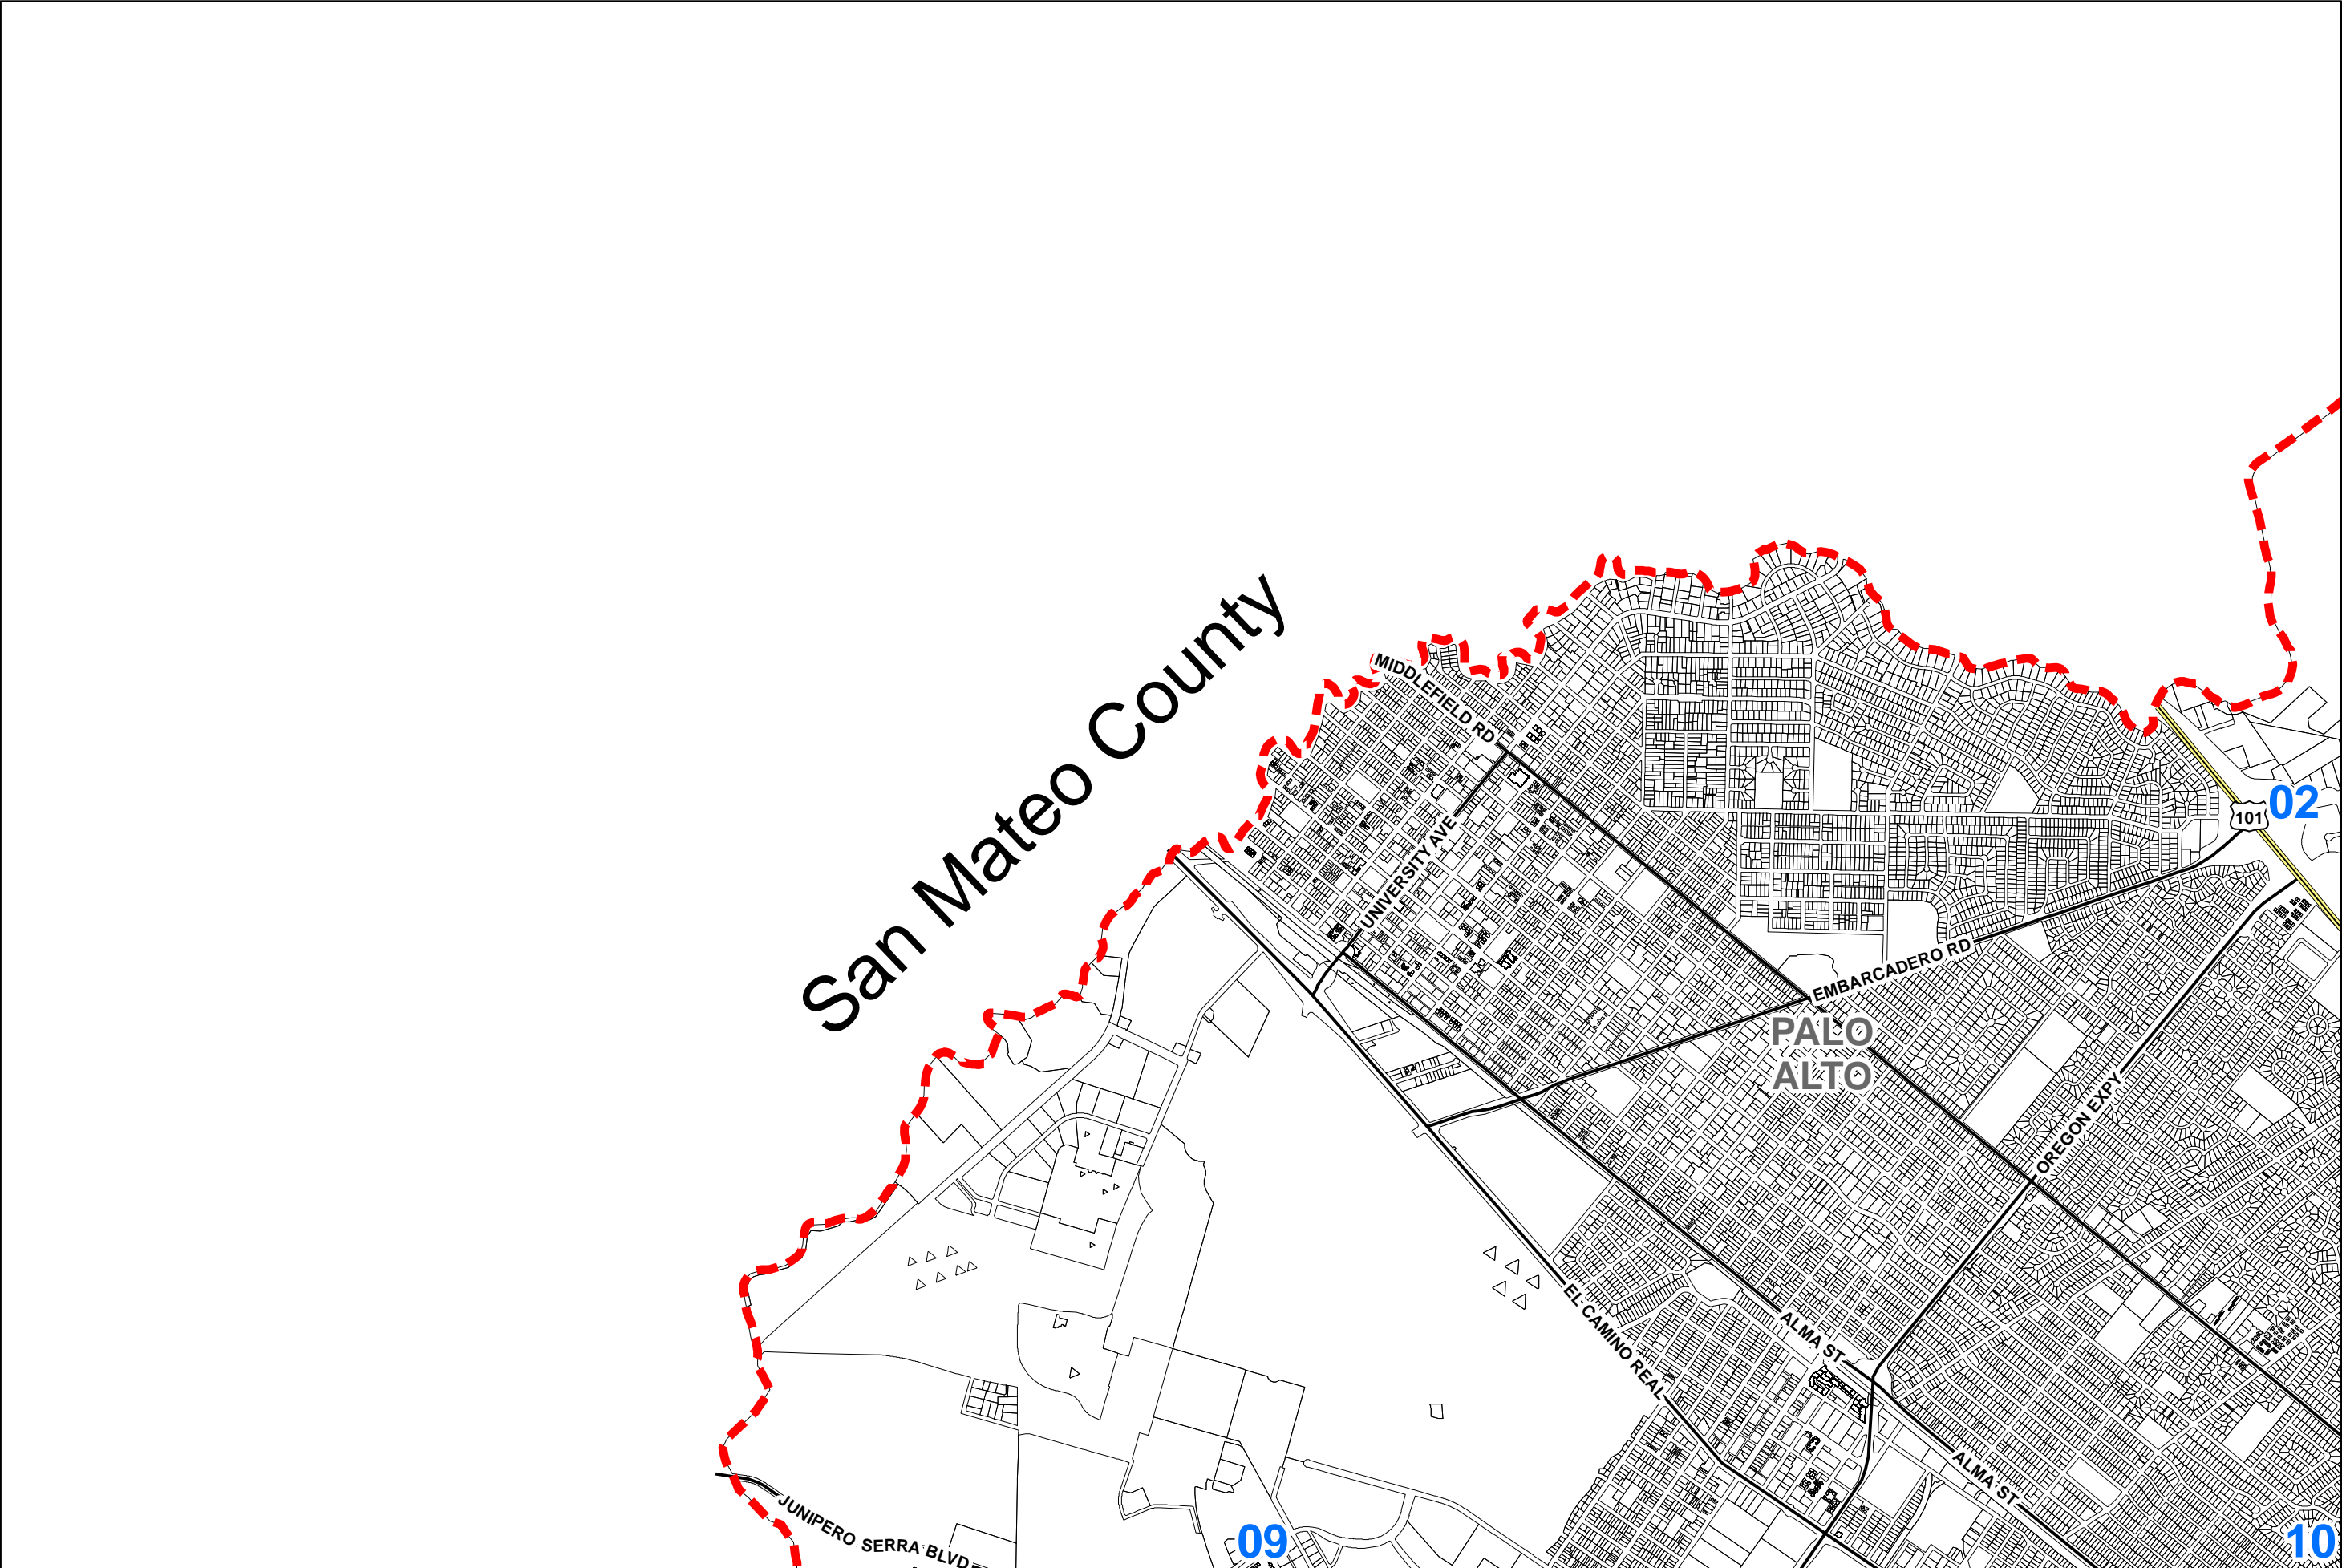 San Mateo County
MIDDLEFIELD RD
02
101
UNIVERSITY AVE
EMBARCADERO RD
PALO
ALTO
OREGON EXPY
EL CAMINO REAL
ALMA ST
ALMA ST
JUNIPERO SERRA BLVD
09
10